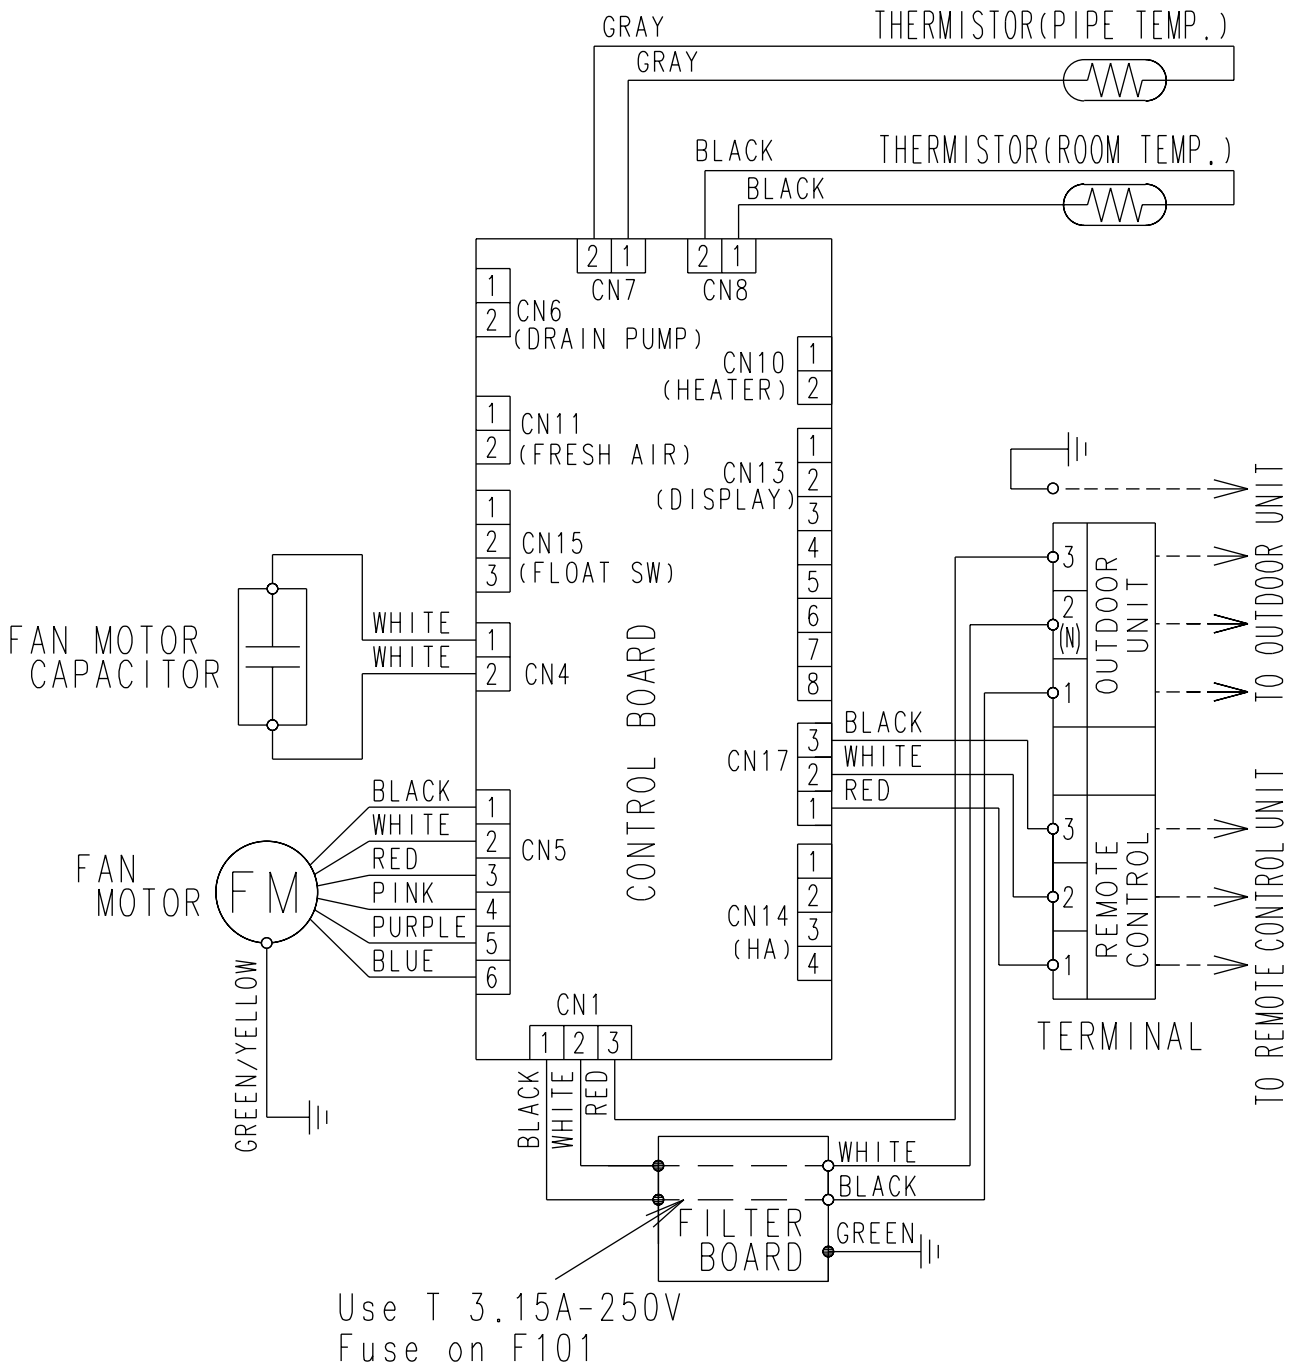 GRAY
THERMISTOR(PIPE TEMP.)
GRAY
BLACK
THERMISTOR(ROOM TEMP.)
BLACK
2 1
CN7
2 1
CN8
1
2
CN6
(DRAIN PUMP)
CN10
(HEATER)
1
2
1
2
CN11
(FRESH AIR)
CN13
(DISPLAY)
1
2
3
4
5
6
7
8
1
2
3
CN15
(FLOAT SW)
FAN MOTOR
CAPACITOR
WHITE
WHITE
1
2
CN4
CONTROL BOARD
CN17
3
2
1
BLACK
WHITE
RED
FAN
MOTOR
FM
BLACK
WHITE
RED
PINK
PURPLE
BLUE
1
2
3
4
5
6
CN5
CN14
(HA)
1
2
3
4
GREEN/YELLOW
CN1
1 2 3
BLACK
WHITE
RED
3
2
(N)
1
OUTDOOR
UNIT
3
2
1
REMOTE
CONTROL
TERMINAL
TO OUTDOOR UNIT
TO REMOTE CONTROL UNIT
WHITE
BLACK
GREEN
FILTER
BOARD
Use T 3.15A-250V
Fuse on F101